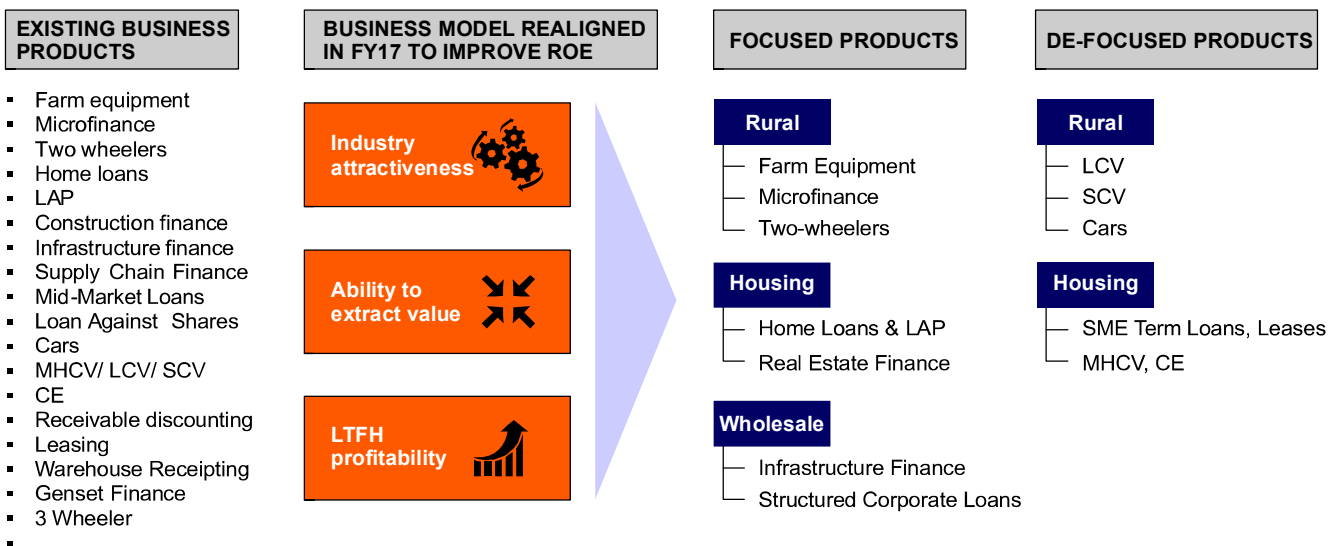 EXISTING BUSINESS
PRODUCTS
Farm equipment
Microfinance
Two wheelers
Home loans
LAP
Construction finance
Infrastructure finance
Supply Chain Finance
Mid-Market Loans
Loan Against Shares
Cars
MHCV/ LCV/ SCV
CE
Receivable discounting
Leasing
Warehouse Receipting
Genset Finance
3 Wheeler
BUSINESS MODEL REALIGNED
IN FY17 TO IMPROVE ROE
Industry
attractiveness
Ability to
extract value
LTFH
profitability
FOCUSED PRODUCTS
Rural
Farm Equipment
Microfinance
Two-wheelers
Housing
Home Loans & LAP
Real Estate Finance
Wholesale
Infrastructure Finance
Structured Corporate Loans
DE-FOCUSED PRODUCTS
Rural
LCV
SCV
Cars
Housing
SME Term Loans, Leases
MHCV, CE